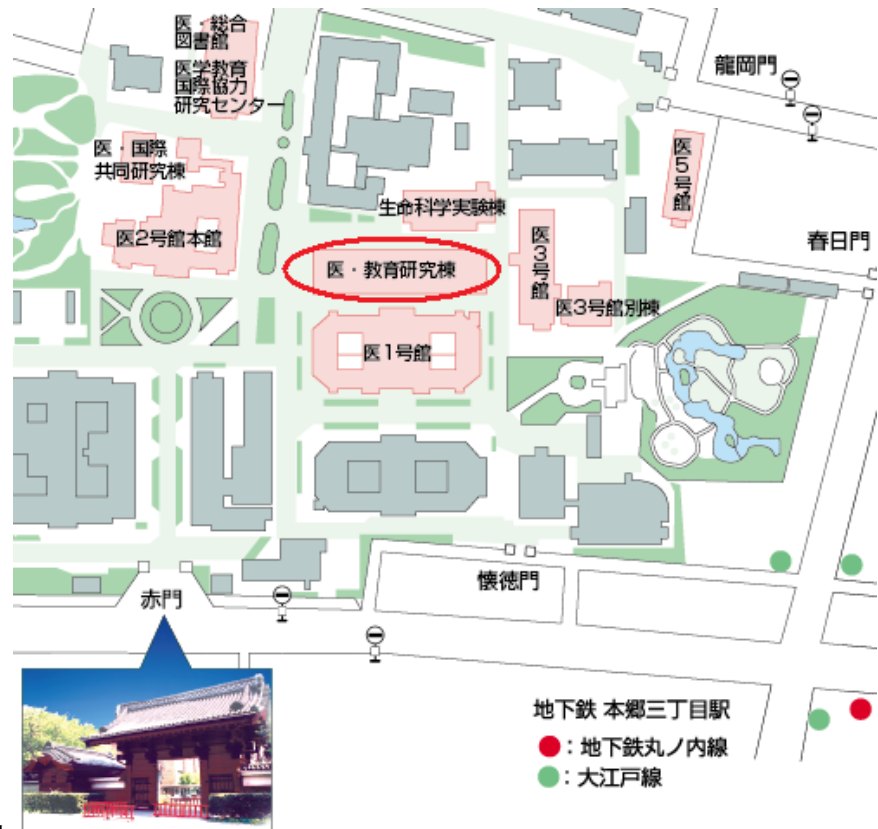 医・総合
図書館
医学教育
国際協力
研究センター
龍岡門
医・国際
共同研究棟
医5号館
生命科学実験棟
医2号館本館
医3号館
春日門
医・教育研究棟
医3号館別棟
医1号館
懐徳門
赤門
地下鉄 本郷三丁目駅
：地下鉄丸ノ内線
：大江戸線